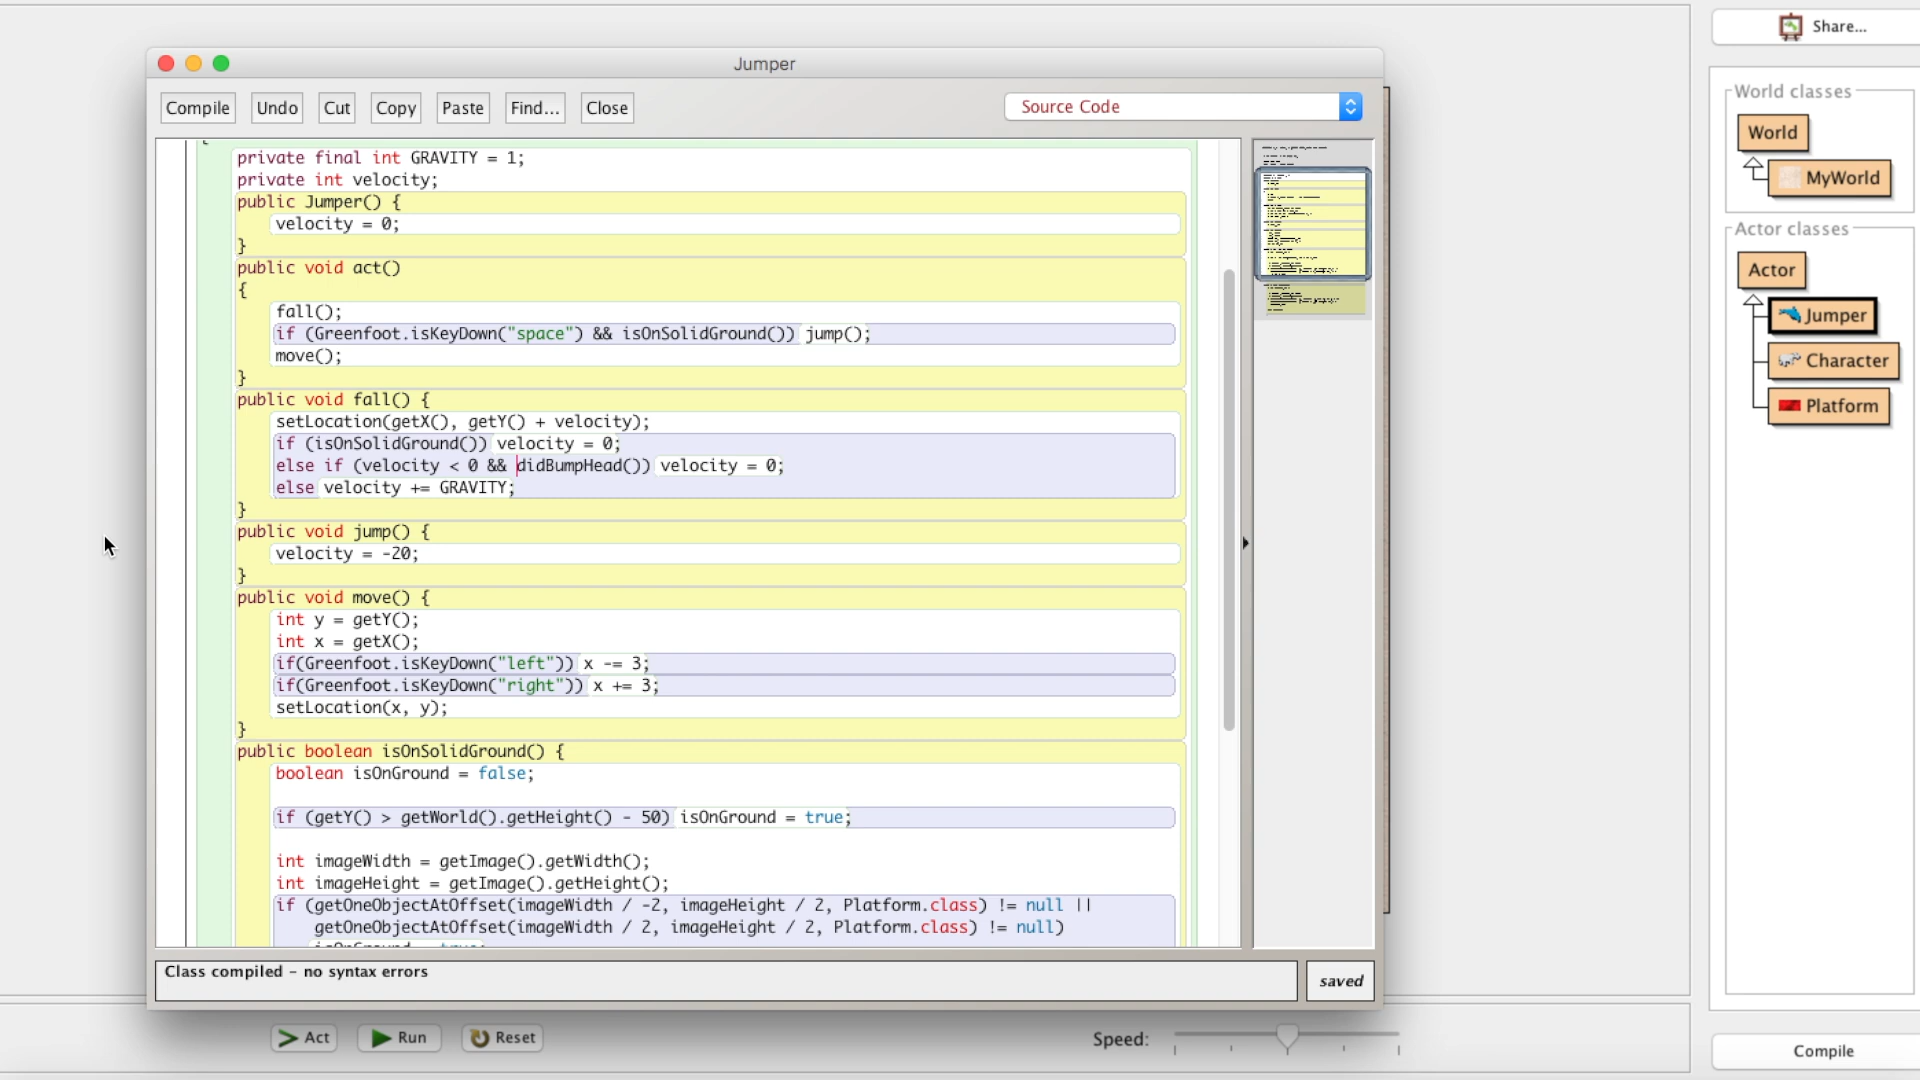 Share...
Jumper
Compile Undo Cut Copy Paste Find... Close Source Code
private final int GRAVITY = 1;
private int velocity;
public Jumper() {
velocity = 0;
}
public void act()
{
fall();
if (Greenfoot.isKeyDown("space") && isOnSolidGround()) jump();
move();
}
public void fall() {
setLocation(getX(), getY() + velocity);
if (isOnSolidGround()) velocity = 0;
else if (velocity < 0 && didBumpHead()) velocity = 0;
else velocity += GRAVITY;
}
public void jump() {
velocity = -20;
}
public void move() {
int y = getY();
int x = getX();
if(Greenfoot.isKeyDown("left")) x -= 3;
if(Greenfoot.isKeyDown("right")) x += 3;
setLocation(x, y);
}
public boolean isOnSolidGround() {
boolean isOnGround = false;
if (getY() > getWorld().getHeight() - 50) isOnGround = true;
int imageWidth = getImage().getWidth();
int imageHeight = getImage().getHeight();
if (getOneObjectAtOffset(imageWidth / -2, imageHeight / 2, Platform.class) != null ||
getOneObjectAtOffset(imageWidth / 2, imageHeight / 2, Platform.class) != null)
Class compiled - no syntax errors
saved
World classes
World
MyWorld
Actor classes
Actor
Jumper
Character
Platform
Act Run Reset Speed:
Compile